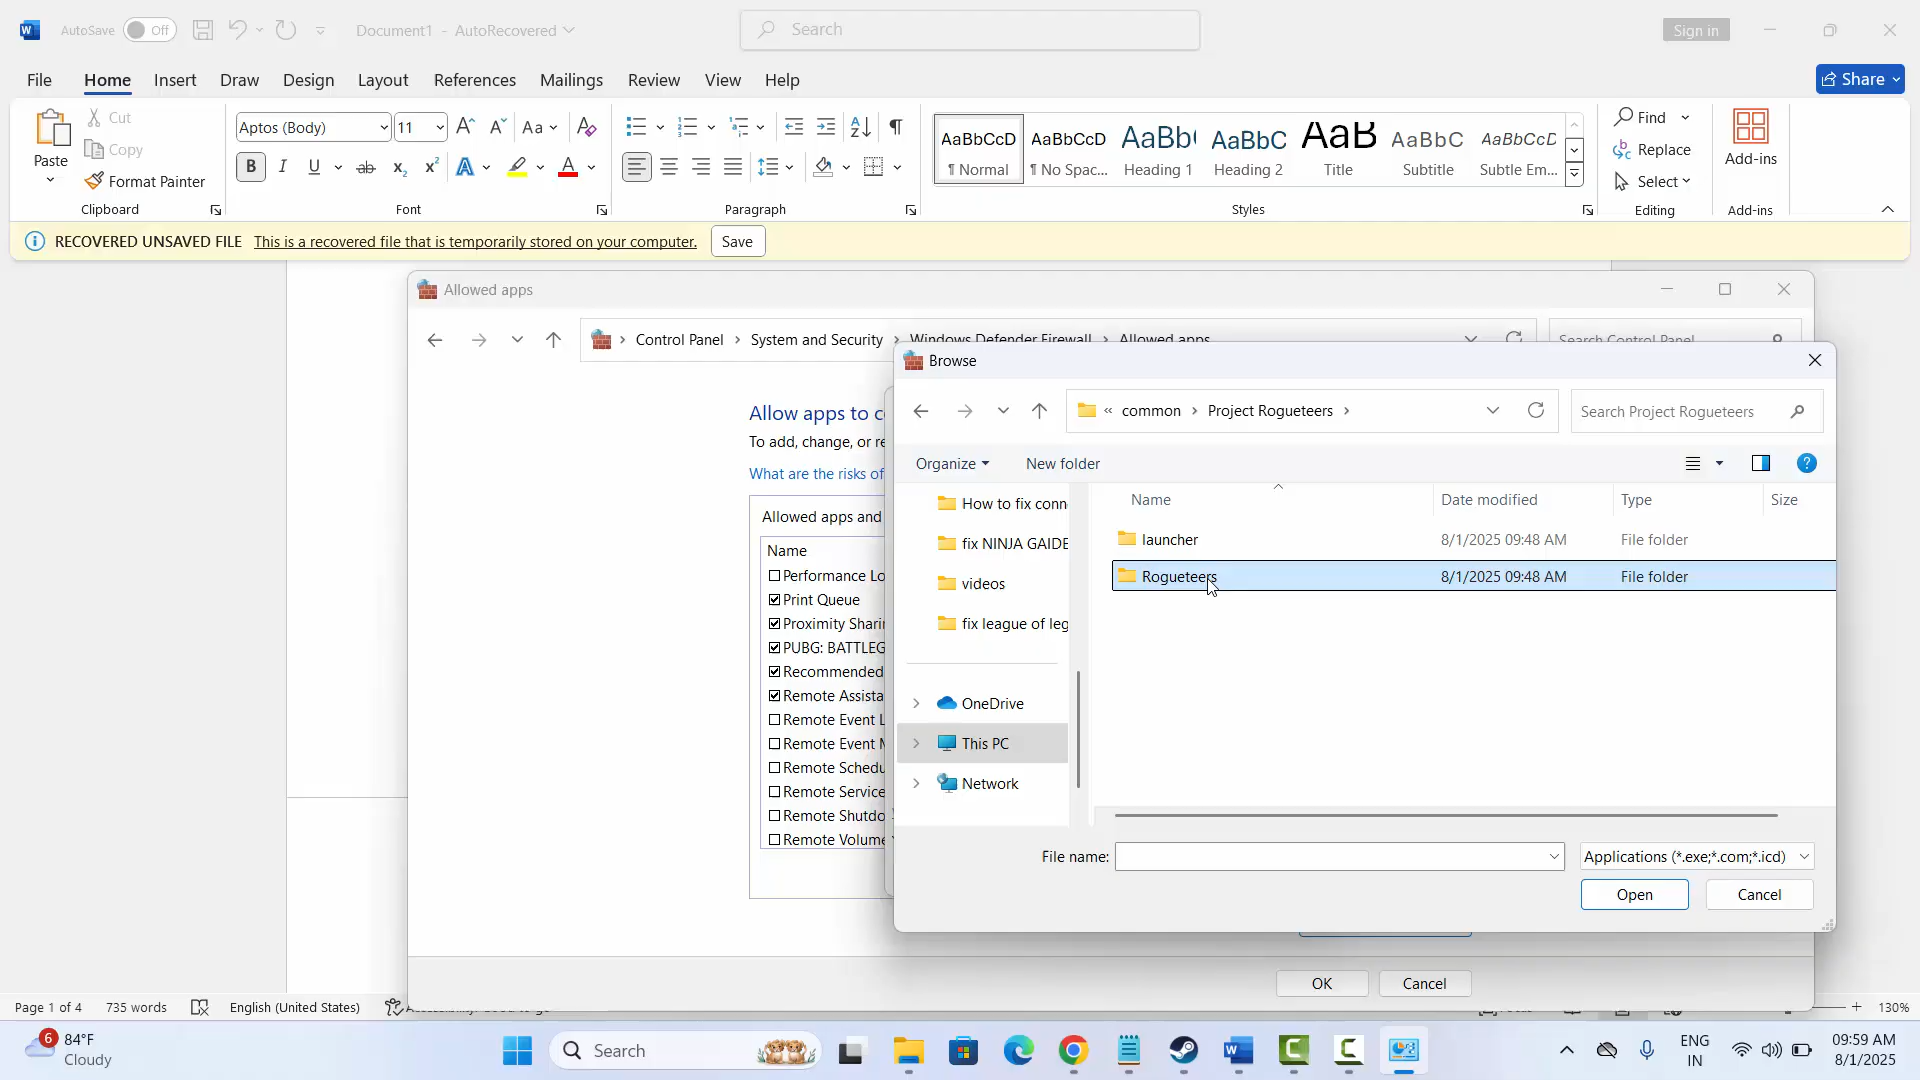 AutoSave Off Document1 - AutoRecovered Search Sign in
File Home Insert Draw Design Layout References Mailings Review View Help Share
Paste Cut Copy Format Painter
Aptos (Body) 11 Aa
B I U ab x₂ x² A A
AaBbCcD AaBbCcD AaBb( AaBbC AaB AaBbC AaBbCcD
¶ Normal ¶ No Spac... Heading 1 Heading 2 Title Subtitle Subtle Em...
Find Replace Select Add-ins
Clipboard Font Paragraph Styles Editing Add-ins
RECOVERED UNSAVED FILE This is a recovered file that is temporarily stored on your computer. Save
Allowed apps
Control Panel System and Security Windows Defender Firewall Allowed apps Search Control Panel
Allow apps to c
To add, change, or re
What are the risks of
Allowed apps and
Name
Performance Lo
Print Queue
Proximity Sharin
PUBG: BATTLEG
Recommended
Remote Assista
Remote Event L
Remote Event M
Remote Schedu
Remote Service
Remote Shutdo
Remote Volume
OK Cancel
Browse
« common Project Rogueteers Search Project Rogueteers
Organize New folder
How to fix conn
fix NINJA GAIDE
videos
fix league of leg
OneDrive
This PC
Network
Name Date modified Type Size
launcher 8/1/2025 09:48 AM File folder
Rogueteers 8/1/2025 09:48 AM File folder
File name: Applications (*.exe;*.com;*.icd)
Open Cancel
Page 1 of 4 735 words English (United States) 130%
6 84°F
Cloudy
Search
ENG
IN
09:59 AM
8/1/2025